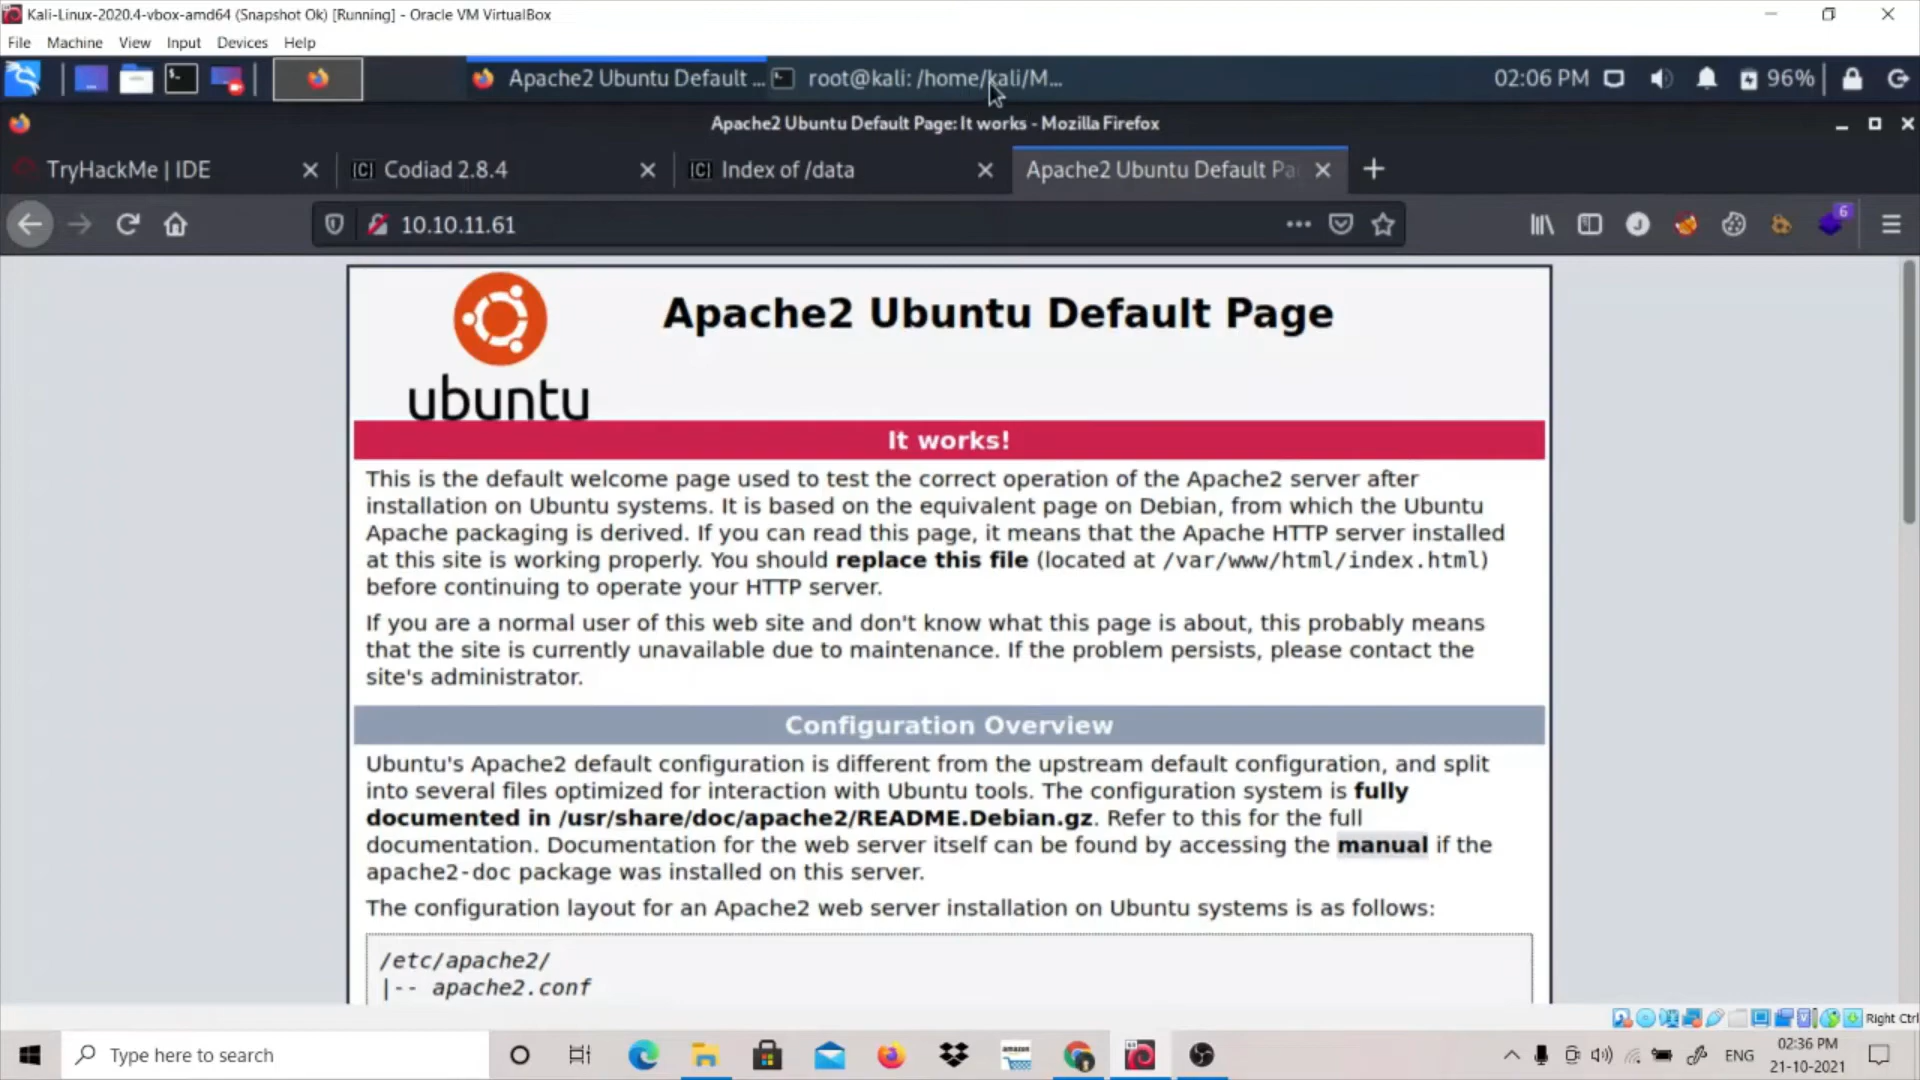 Kali-Linux-2020.4-vbox-amd64 (Snapshot Ok) [Running] - Oracle VM VirtualBox
File Machine View Input Devices Help
Apache2 Ubuntu Default ... root@kali: /home/kali/M... 02:06 PM 96%
Apache2 Ubuntu Default Page: It works - Mozilla Firefox
TryHackMe | IDE Codiad 2.8.4 Index of /data Apache2 Ubuntu Default Pa
10.10.11.61 6
Apache2 Ubuntu Default Page
ubuntu
It works!
This is the default welcome page used to test the correct operation of the Apache2 server after
installation on Ubuntu systems. It is based on the equivalent page on Debian, from which the Ubuntu
Apache packaging is derived. If you can read this page, it means that the Apache HTTP server installed
at this site is working properly. You should replace this file (located at /var/www/html/index.html)
before continuing to operate your HTTP server.
If you are a normal user of this web site and don't know what this page is about, this probably means
that the site is currently unavailable due to maintenance. If the problem persists, please contact the
site's administrator.
Configuration Overview
Ubuntu's Apache2 default configuration is different from the upstream default configuration, and split
into several files optimized for interaction with Ubuntu tools. The configuration system is fully
documented in /usr/share/doc/apache2/README.Debian.gz. Refer to this for the full
documentation. Documentation for the web server itself can be found by accessing the manual if the
apache2-doc package was installed on this server.
The configuration layout for an Apache2 web server installation on Ubuntu systems is as follows:
/etc/apache2/
|-- apache2.conf
Right Ctrl
Type here to search amazon ENG 02:36 PM
21-10-2021